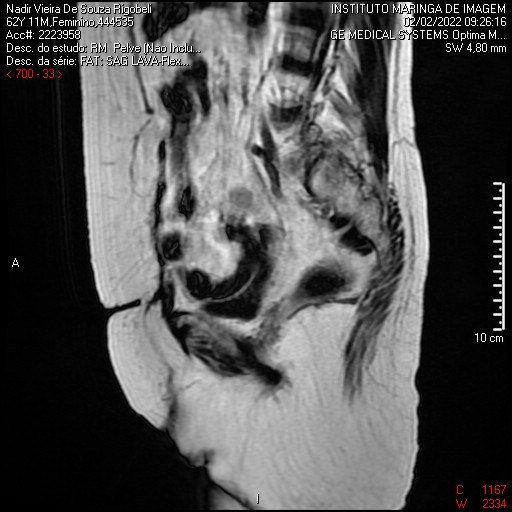 Nadir Vieira De Souza Rigobeli
62Y 11M,Feminino,444535
Acc#: 2223958
Desc. do estudo: RM Pelve (Não Inclu...
Desc. da série: FAT: SAG LAVA-Flex...
< 700 - 33 >
INSTITUTO MARINGA DE IMAGEM
02/02/2022 09:26:16
GE MEDICAL SYSTEMS Optima M...
SW 4,80 mm
A
10 cm
I
C 1167
W 2334